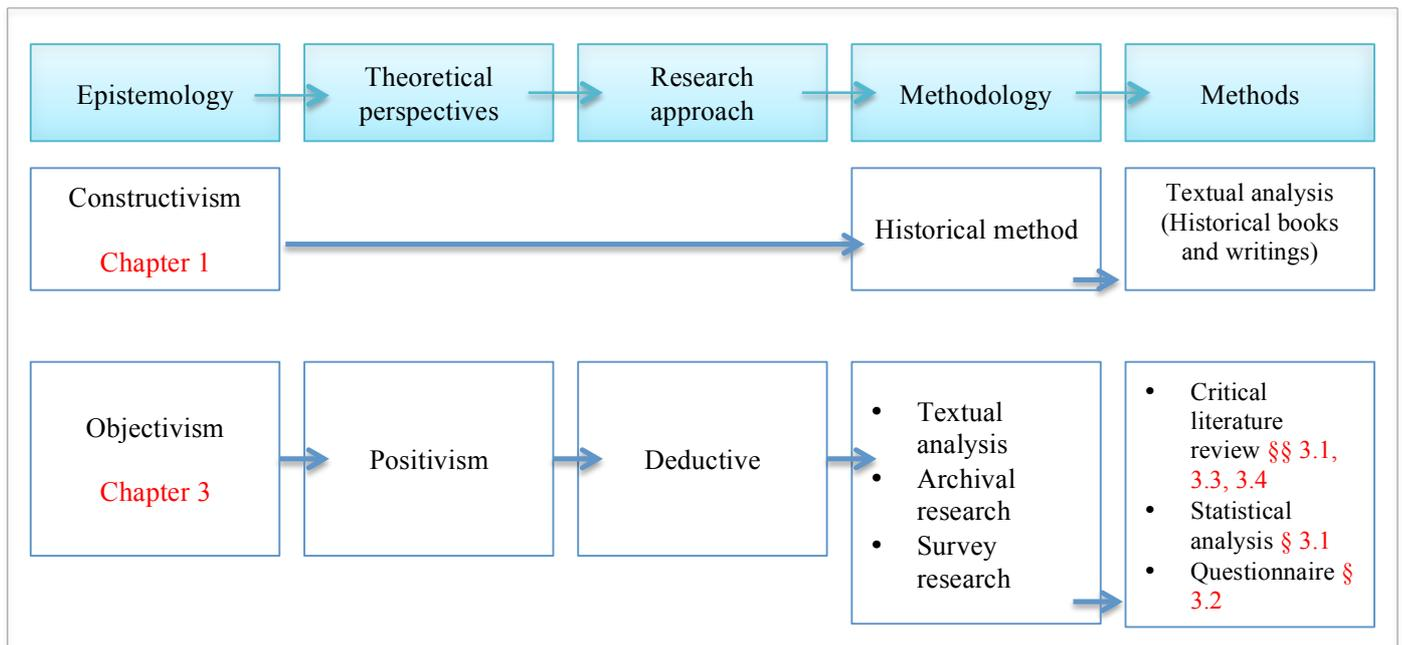 Epistemology
Theoretical
perspectives
Research
approach
Methodology
Methods
Constructivism
Chapter 1
Historical method
Textual analysis
(Historical books
and writings)
Objectivism
Chapter 3
Positivism
Deductive
• Textual
analysis
• Archival
research
• Survey
research
• Critical
literature
review §§ 3.1,
3.3, 3.4
• Statistical
analysis § 3.1
• Questionnaire §
3.2